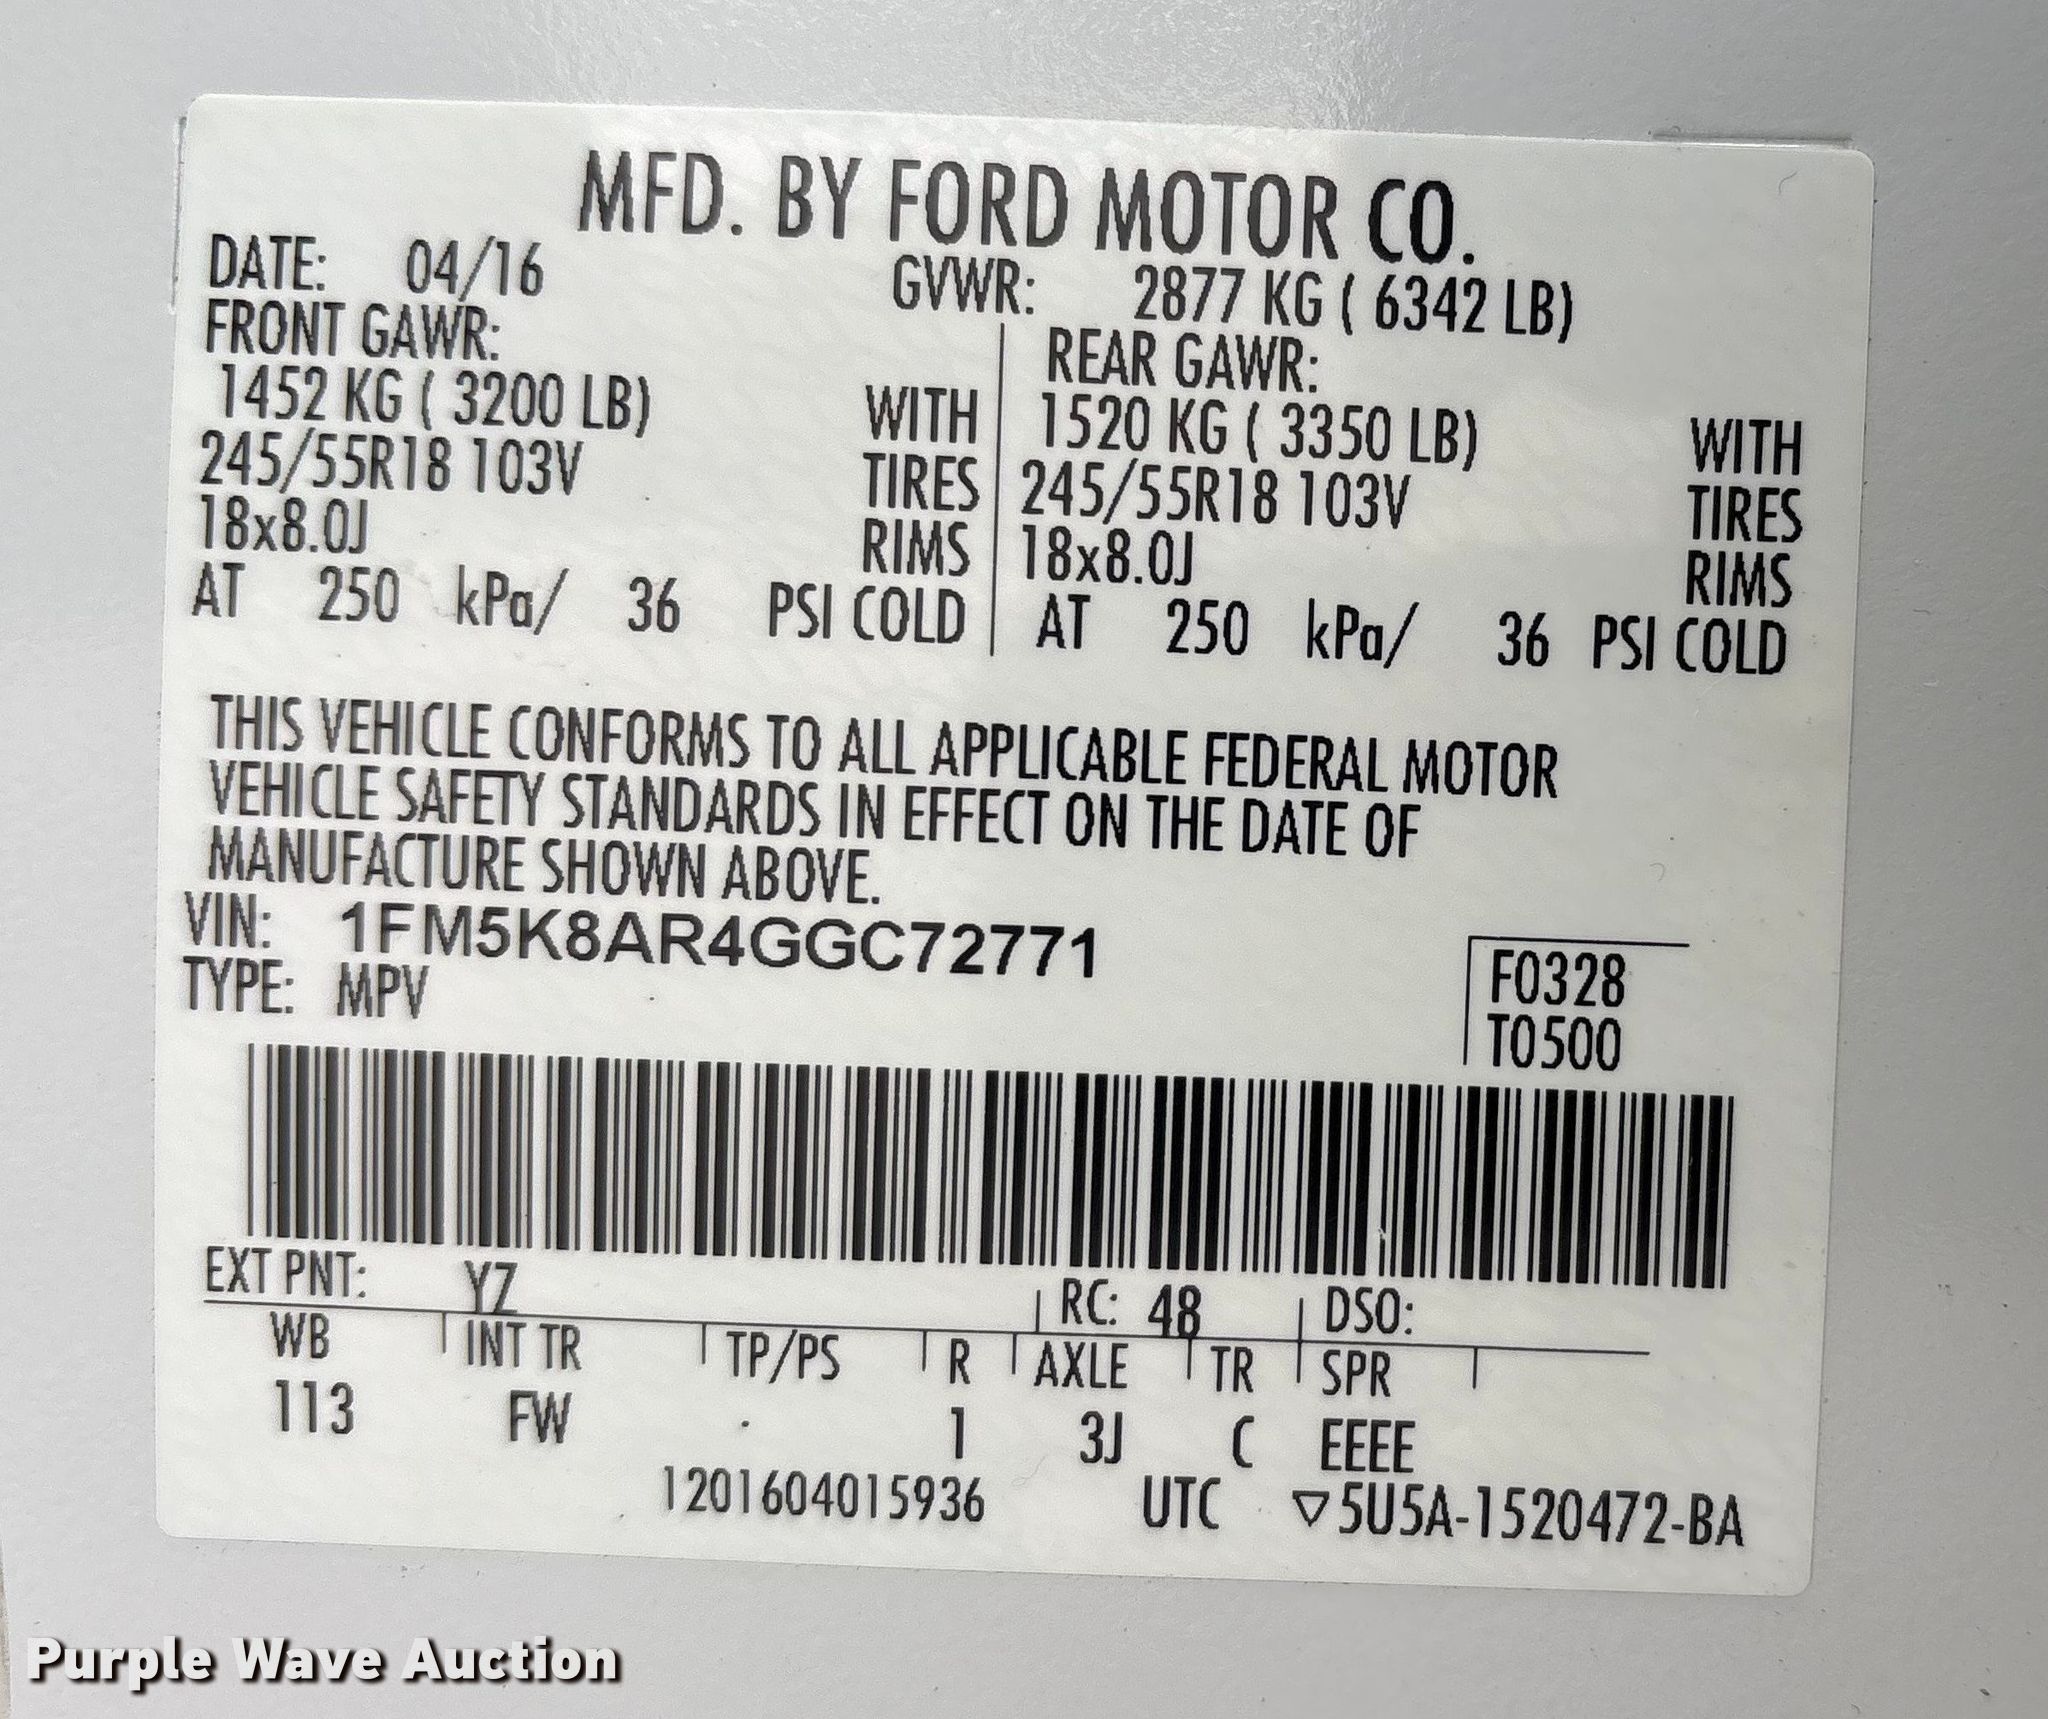 MFD. BY FORD MOTOR CO.
DATE: 04/16 GVWR: 2877 KG ( 6342 LB)
FRONT GAWR: REAR GAWR:
1452 KG ( 3200 LB) WITH 1520 KG ( 3350 LB) WITH
245/55R18 103V TIRES 245/55R18 103V TIRES
18x8.0J RIMS 18x8.0J RIMS
AT 250 kPa/ 36 PSI COLD AT 250 kPa/ 36 PSI COLD
THIS VEHICLE CONFORMS TO ALL APPLICABLE FEDERAL MOTOR
VEHICLE SAFETY STANDARDS IN EFFECT ON THE DATE OF
MANUFACTURE SHOWN ABOVE.
VIN: 1FM5K8AR4GGC72771
TYPE: MPV
F0328
T0500
EXT PNT: YZ RC: 48 DSO:
WB INT TR TP/PS R AXLE TR SPR
113 FW . 1 3J C EEEE
1201604015936 UTC ▽5U5A-1520472-BA
Purple Wave Auction